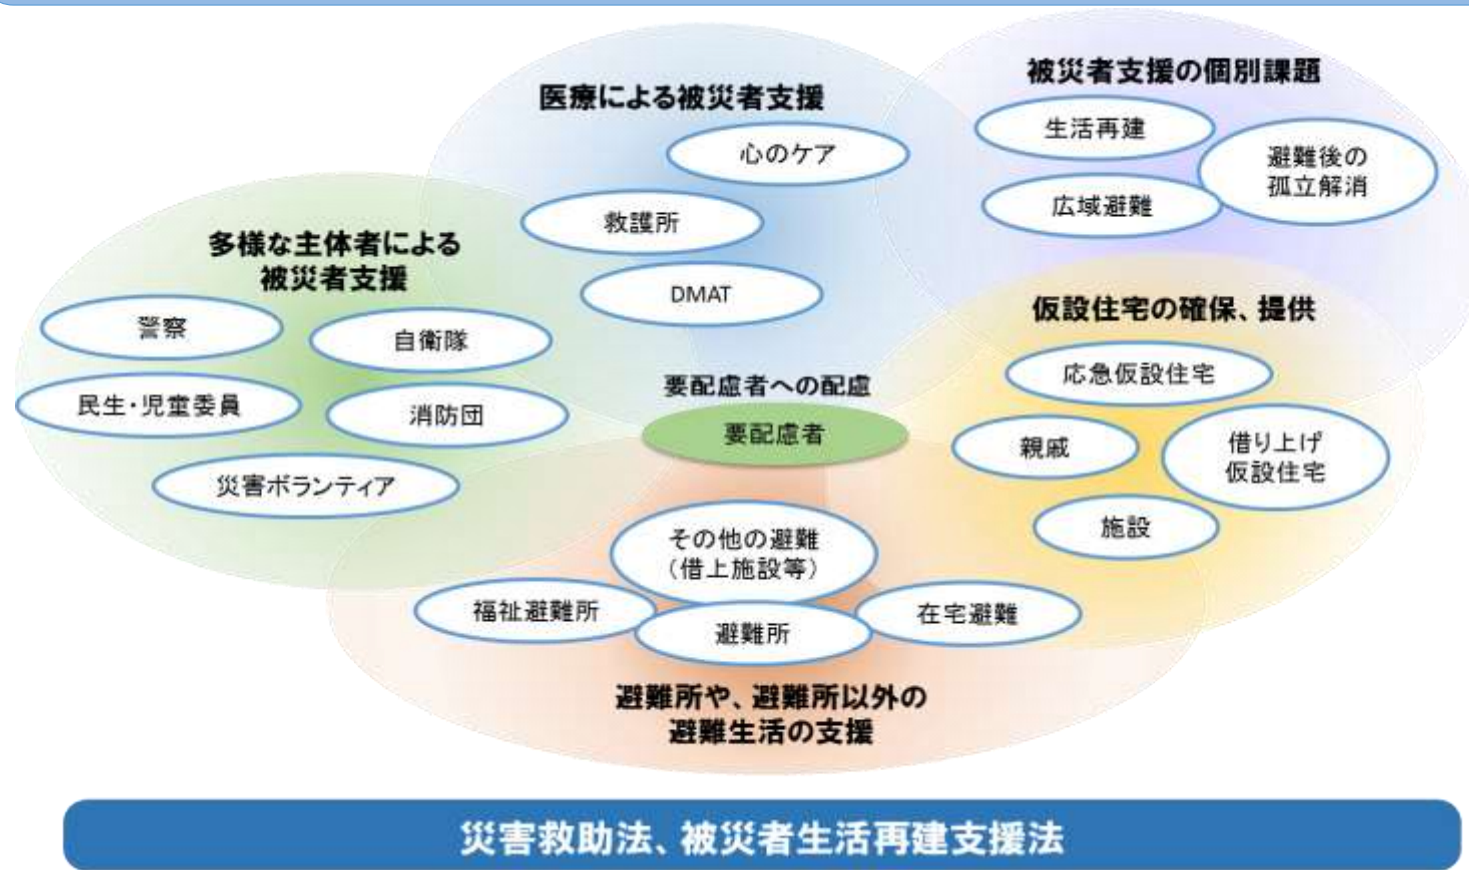 医療による被災者支援
心のケア
救護所
DMAT
被災者支援の個別課題
生活再建
避難後の
孤立解消
広域避難
多様な主体者による
被災者支援
警察
自衛隊
民生・児童委員
消防団
災害ボランティア
仮設住宅の確保、提供
応急仮設住宅
親戚
借り上げ
仮設住宅
施設
要配慮者への配慮
要配慮者
その他の避難
（借上施設等）
福祉避難所
避難所
在宅避難
避難所や、避難所以外の
避難生活の支援
災害救助法、被災者生活再建支援法